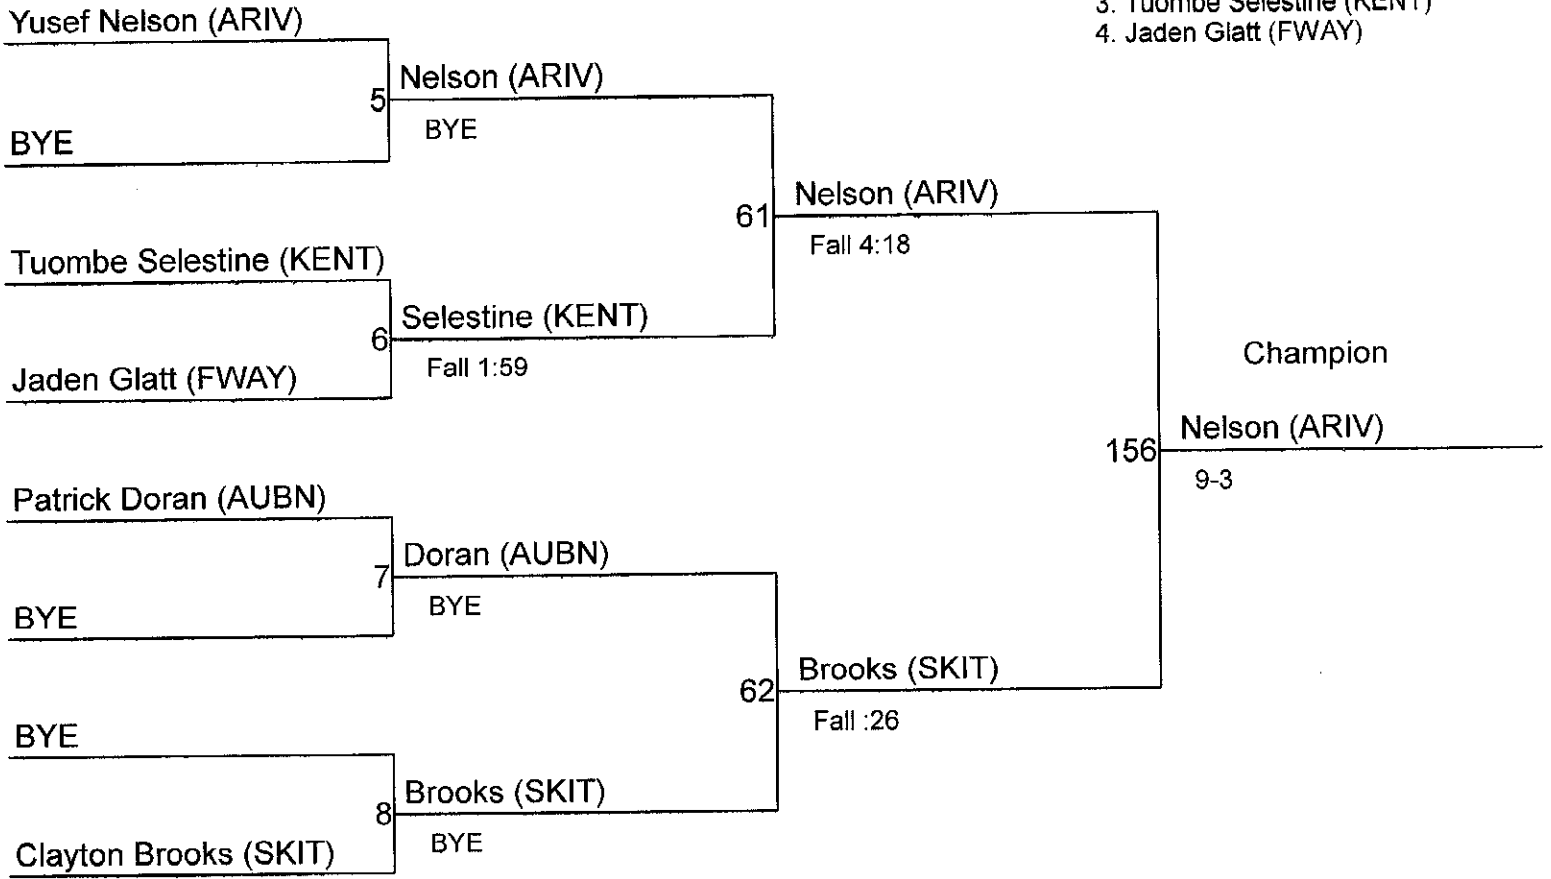 3. Tuombe Selestine (KENT)
4. Jaden Glatt (FWAY)
Yusef Nelson (ARIV)
5
Nelson (ARIV)
BYE
BYE
61
Nelson (ARIV)
Fall 4:18
Tuombe Selestine (KENT)
6
Selestine (KENT)
Fall 1:59
Jaden Glatt (FWAY)
Champion
156
Nelson (ARIV)
9-3
Patrick Doran (AUBN)
7
Doran (AUBN)
BYE
BYE
62
Brooks (SKIT)
Fall :26
BYE
8
Brooks (SKIT)
BYE
Clayton Brooks (SKIT)